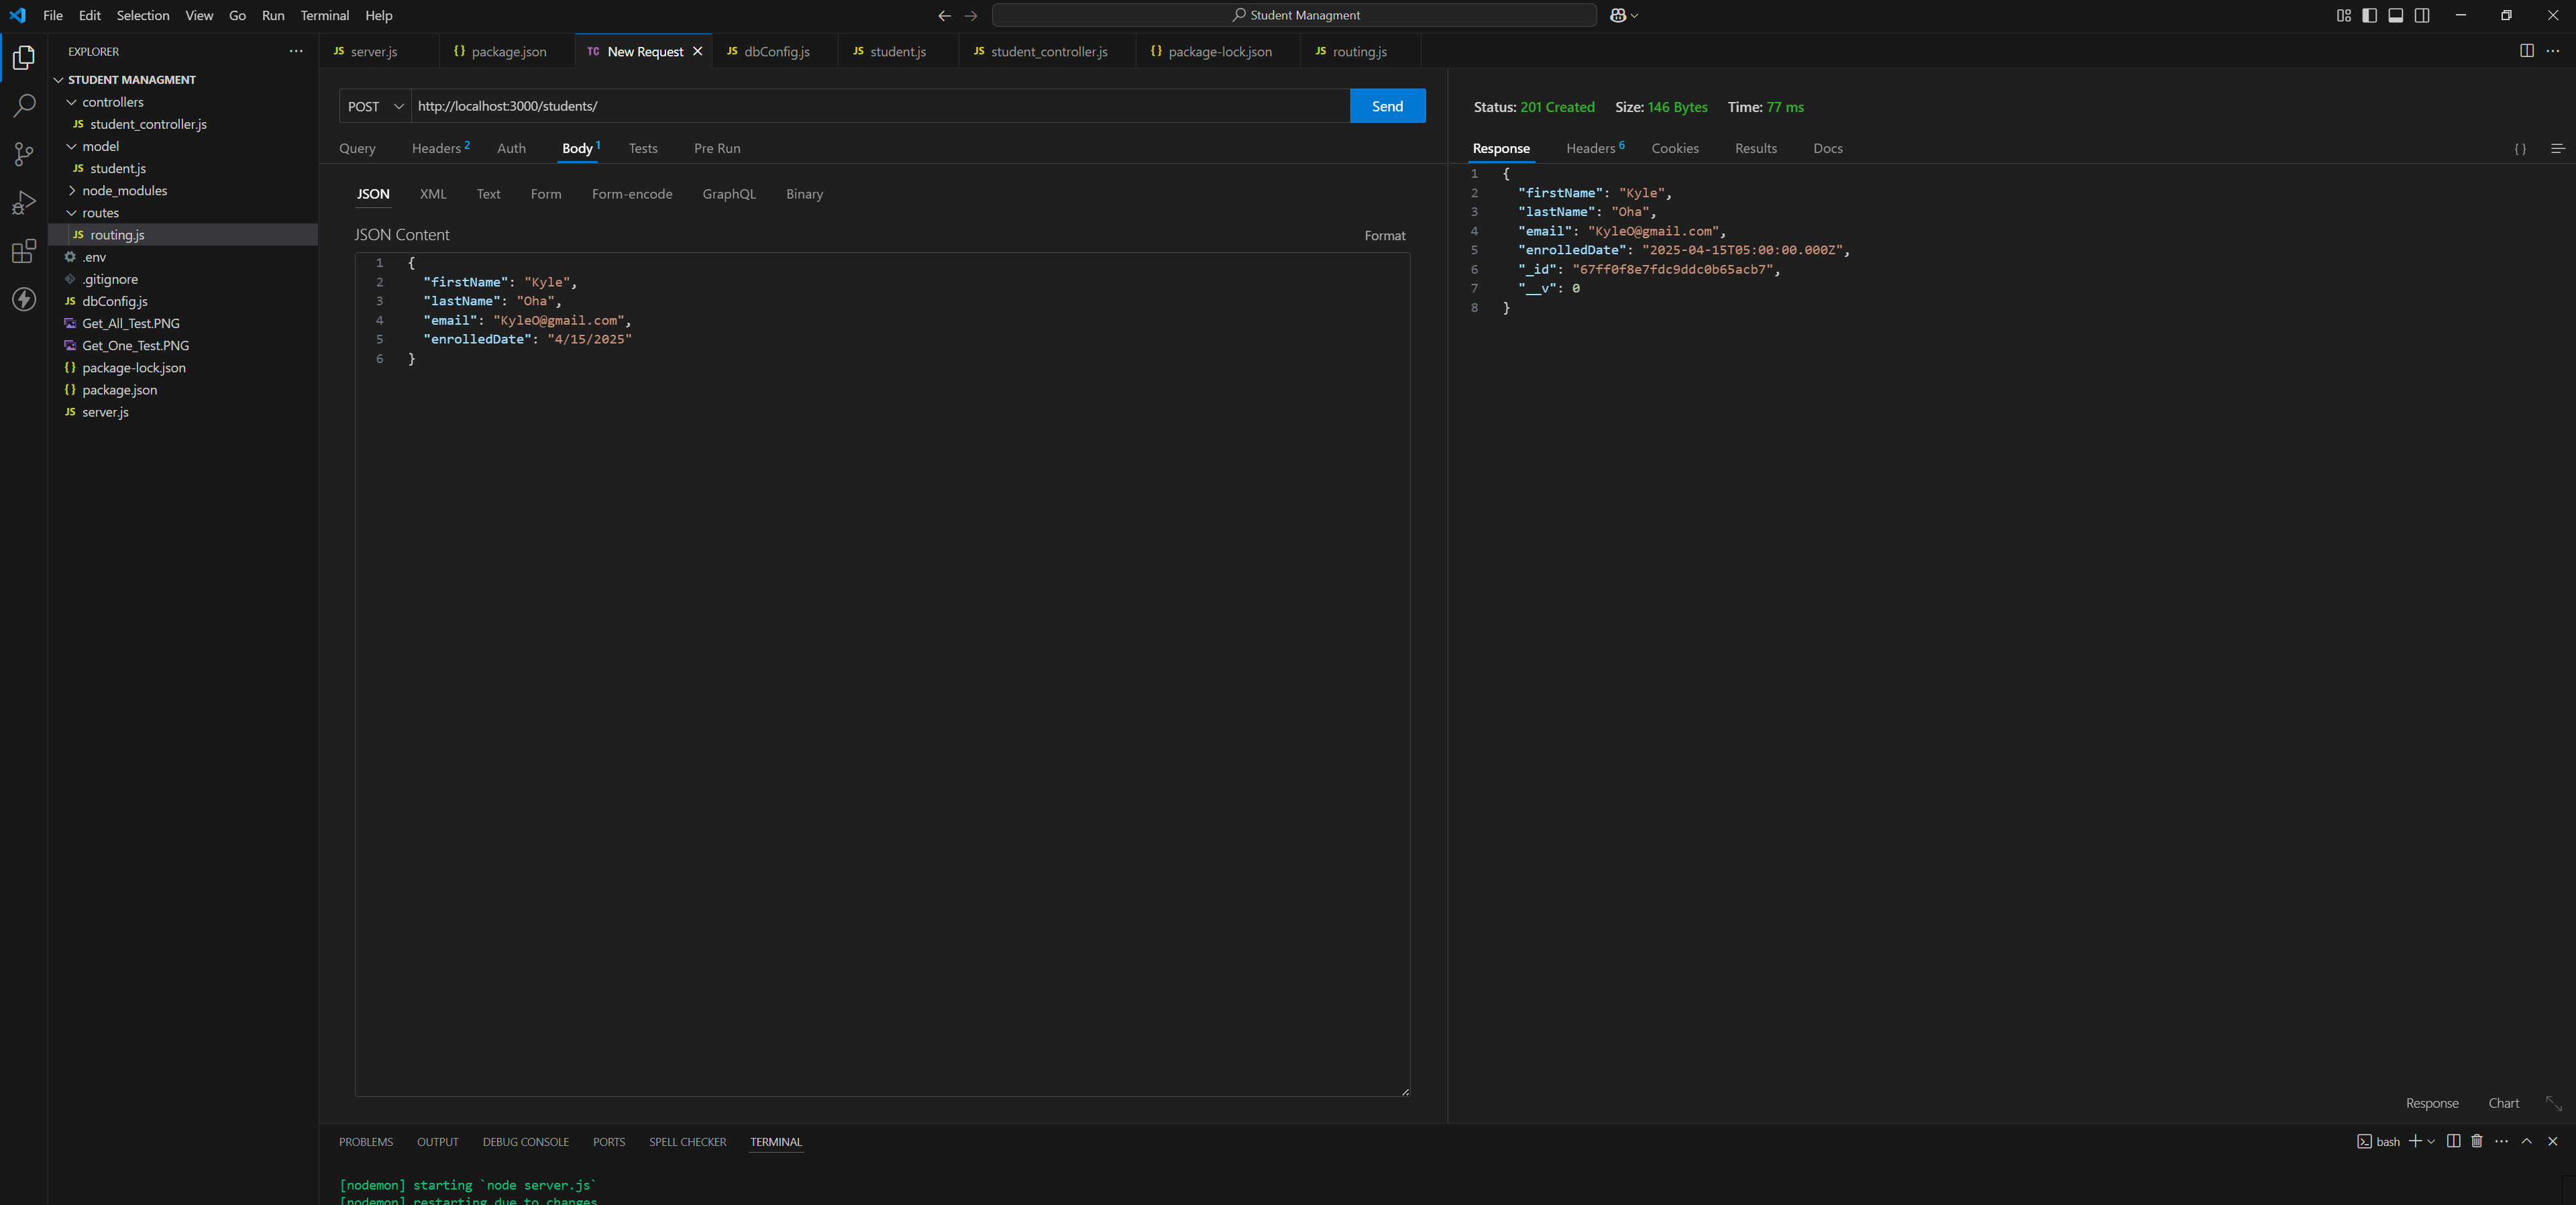 File Edit Selection View Go Run Terminal Help
Student Managment
EXPLORER
STUDENT MANAGMENT
controllers
JS student_controller.js
model
JS student.js
node_modules
routes
JS routing.js
.env
.gitignore
JS dbConfig.js
Get_All_Test.PNG
Get_One_Test.PNG
{} package-lock.json
{} package.json
JS server.js
JS server.js {} package.json TC New Request JS dbConfig.js JS student.js JS student_controller.js {} package-lock.json JS routing.js
POST http://localhost:3000/students/ Send
Query Headers 2 Auth Body 1 Tests Pre Run
JSON XML Text Form Form-encode GraphQL Binary
JSON Content Format
1 {
2 "firstName": "Kyle",
3 "lastName": "Oha",
4 "email": "KyleO@gmail.com",
5 "enrolledDate": "4/15/2025"
6 }
Status: 201 Created Size: 146 Bytes Time: 77 ms
Response Headers 6 Cookies Results Docs {}
1 {
2 "firstName": "Kyle",
3 "lastName": "Oha",
4 "email": "KyleO@gmail.com",
5 "enrolledDate": "2025-04-15T05:00:00.000Z",
6 "_id": "67ff0f8e7fdc9ddc0b65acb7",
7 "__v": 0
8 }
Response Chart
PROBLEMS OUTPUT DEBUG CONSOLE PORTS SPELL CHECKER TERMINAL
bash
[nodemon] starting `node server.js`
[nodemon] restarting due to changes